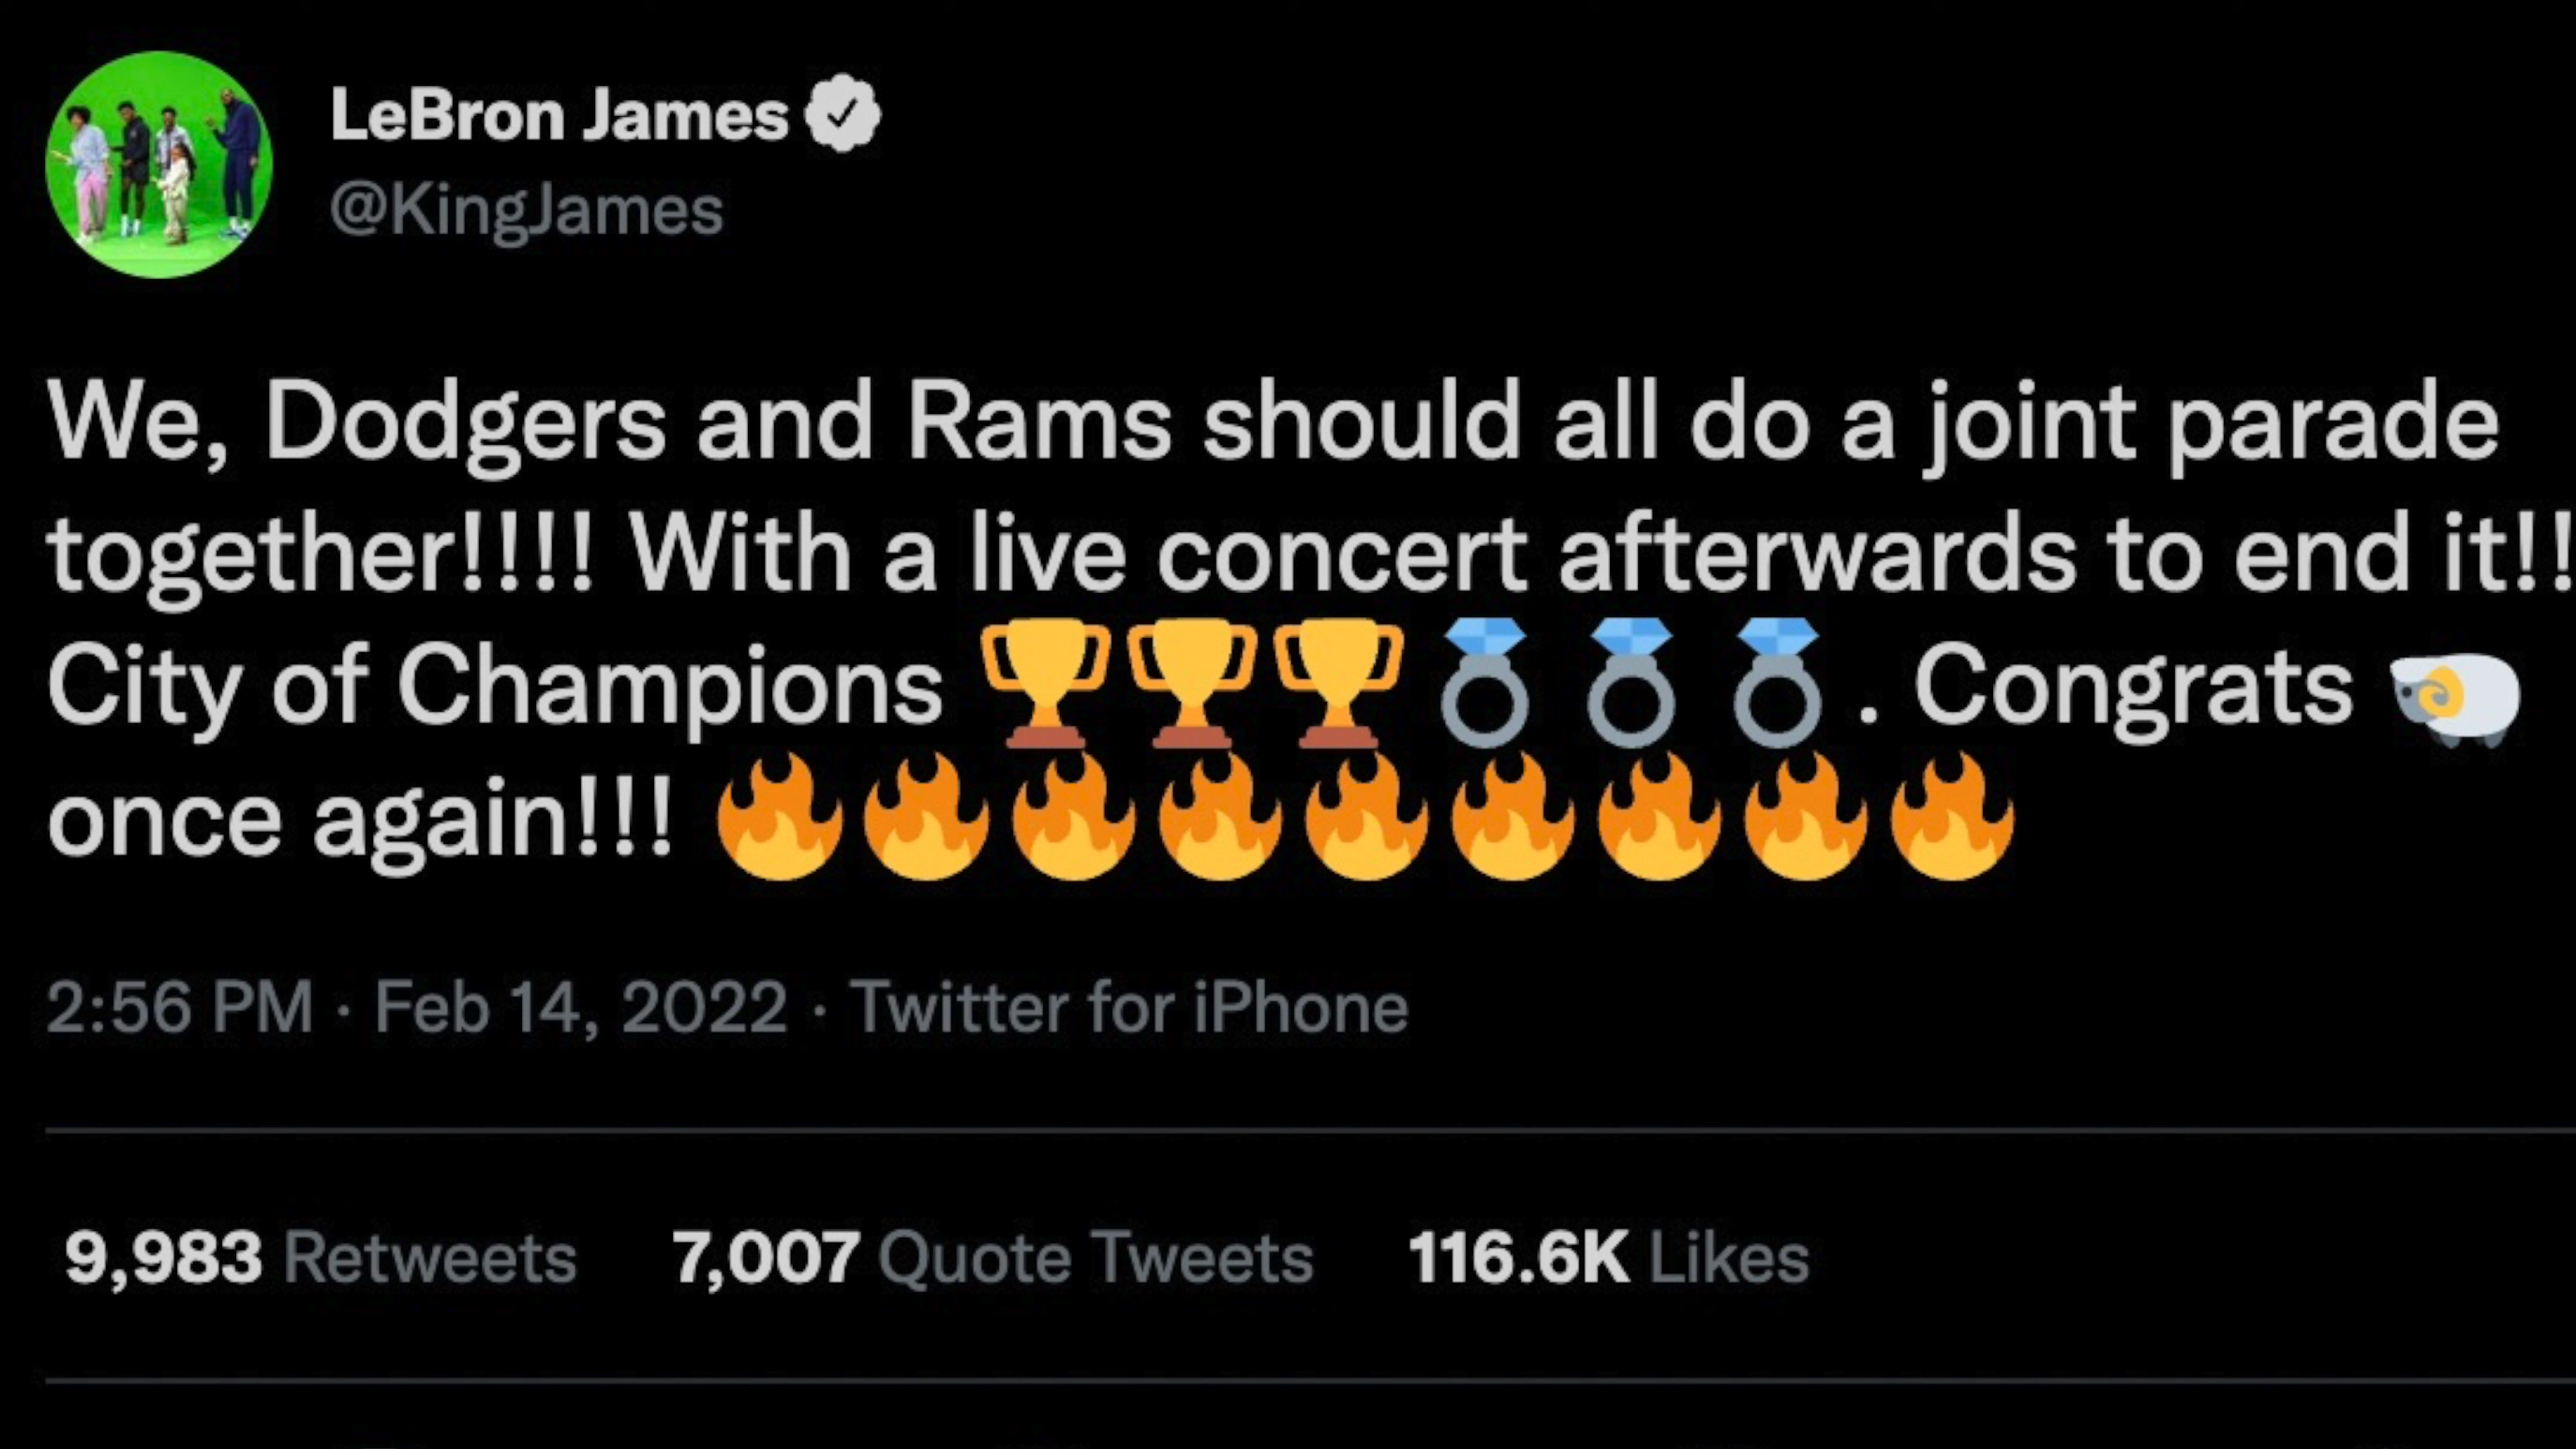 LeBron James
@KingJames
We, Dodgers and Rams should all do a joint parade
together!!!! With a live concert afterwards to end it!!
City of Champions 🏆🏆🏆💍💍💍. Congrats 🐏
once again!!! 🔥🔥🔥🔥🔥🔥🔥🔥🔥
2:56 PM · Feb 14, 2022 · Twitter for iPhone
9,983 Retweets 7,007 Quote Tweets 116.6K Likes